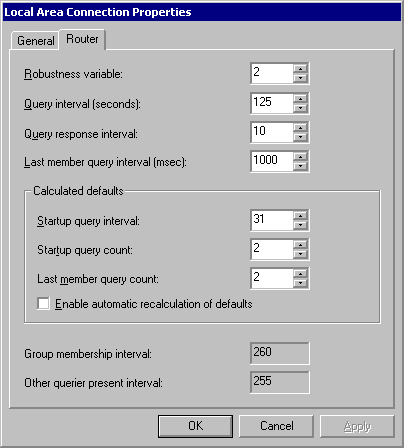 Local Area Connection Properties
General Router
Robustness variable: 2
Query interval (seconds): 125
Query response interval: 10
Last member query interval (msec): 1000
Calculated defaults
Startup query interval: 31
Startup query count: 2
Last member query count: 2
Enable automatic recalculation of defaults
Group membership interval: 260
Other querier present interval: 255
OK Cancel Apply